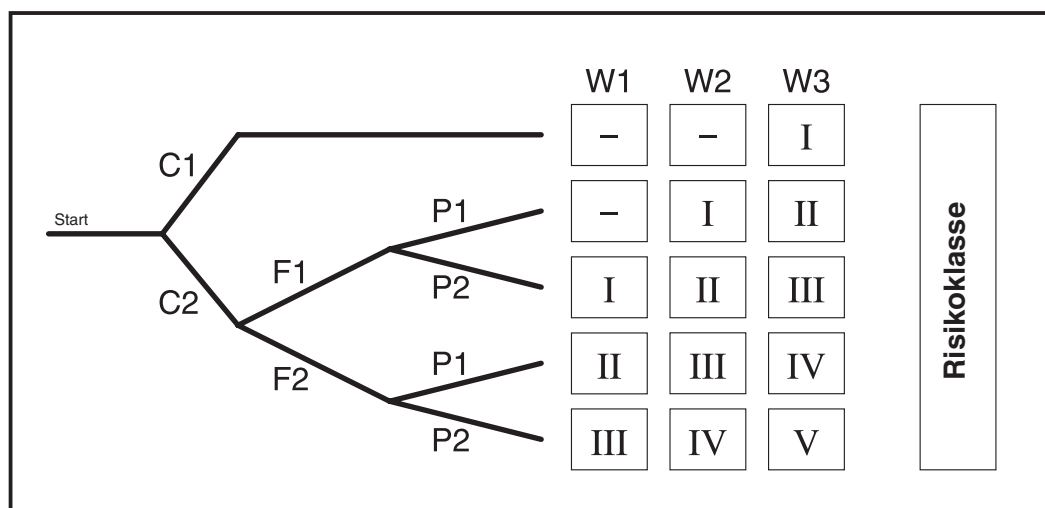 W1 W2 W3
C1 – – I
Start
P1 – I II
F1
P2 I II III
C2
P1 II III IV
F2
P2 III IV V
Risikoklasse